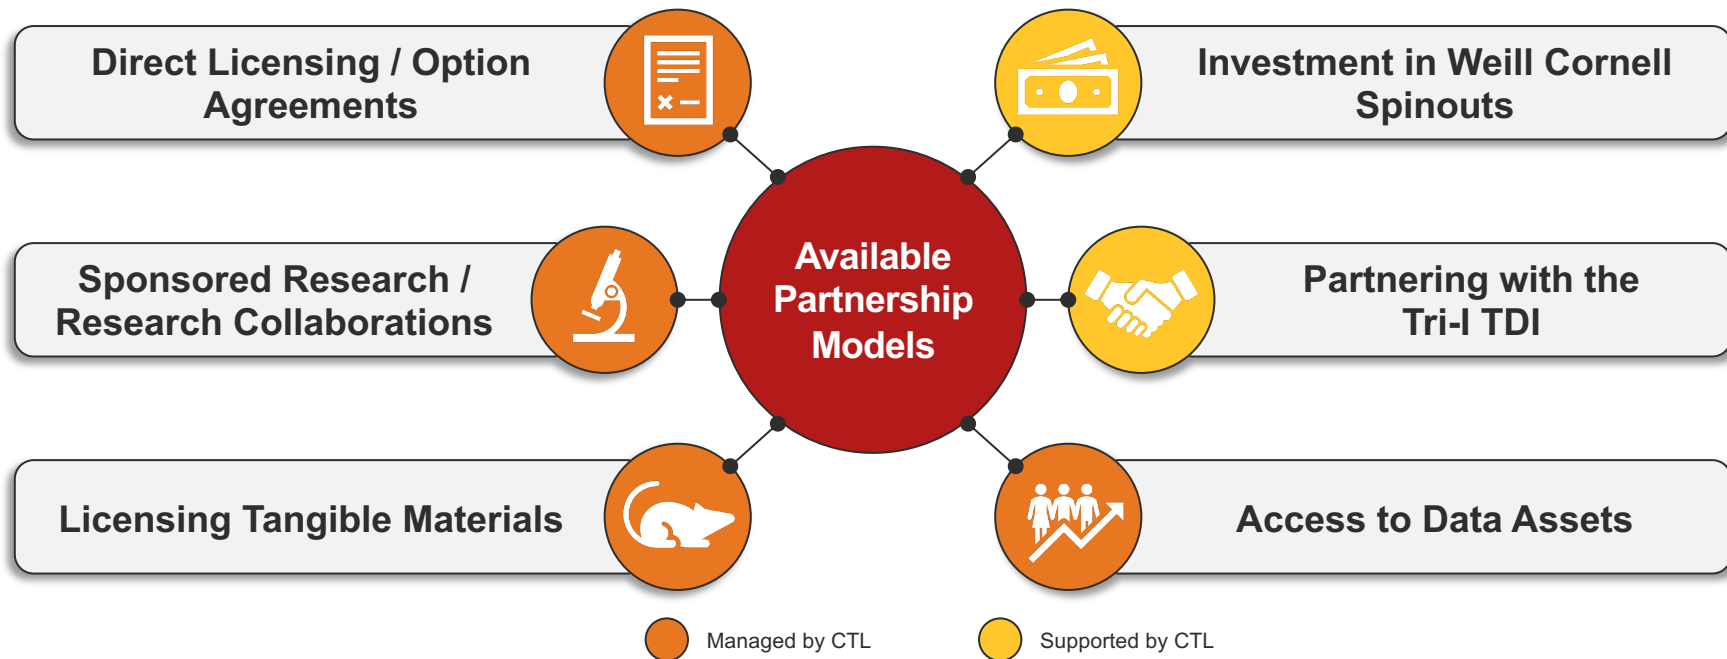 Direct Licensing / Option
Agreements
Investment in Weill Cornell
Spinouts
Available
Partnership
Models
Sponsored Research /
Research Collaborations
Partnering with the
Tri-I TDI
Licensing Tangible Materials
Access to Data Assets
Managed by CTL
Supported by CTL